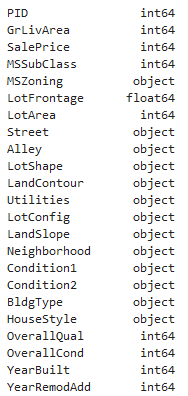 PID int64
GrLivArea int64
SalePrice int64
MSSubClass int64
MSZoning object
LotFrontage float64
LotArea int64
Street object
Alley object
LotShape object
LandContour object
Utilities object
LotConfig object
LandSlope object
Neighborhood object
Condition1 object
Condition2 object
BldgType object
HouseStyle object
OverallQual int64
OverallCond int64
YearBuilt int64
YearRemodAdd int64